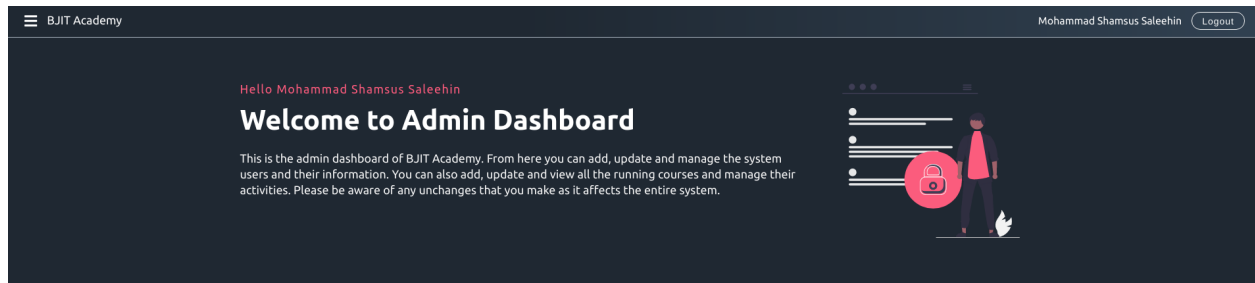 BJIT Academy
Mohammad Shamsus Saleehin Logout
Hello Mohammad Shamsus Saleehin
Welcome to Admin Dashboard
This is the admin dashboard of BJIT Academy. From here you can add, update and manage the system
users and their information. You can also add, update and view all the running courses and manage their
activities. Please be aware of any unchanges that you make as it affects the entire system.